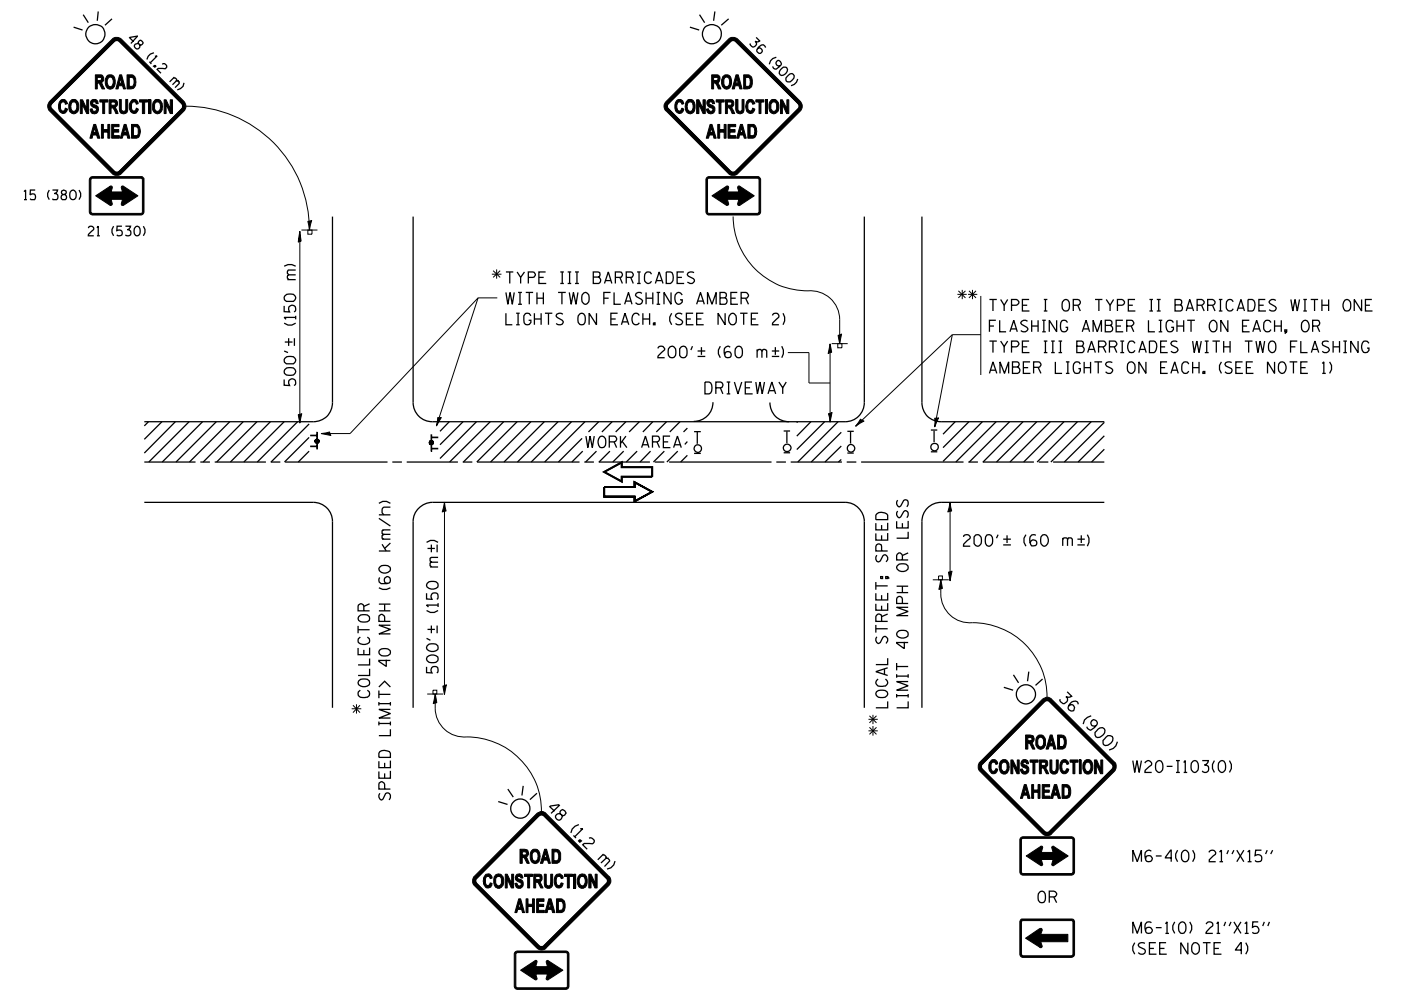 48 (1.2 m)
ROAD
CONSTRUCTION
AHEAD
15 (380)
21 (530)
36 (900)
ROAD
CONSTRUCTION
AHEAD
500'± (150 m)
*TYPE III BARRICADES
WITH TWO FLASHING AMBER
LIGHTS ON EACH. (SEE NOTE 2)
200'± (60 m±)
DRIVEWAY
** TYPE I OR TYPE II BARRICADES WITH ONE
FLASHING AMBER LIGHT ON EACH, OR
TYPE III BARRICADES WITH TWO FLASHING
AMBER LIGHTS ON EACH. (SEE NOTE 1)
WORK AREA
*COLLECTOR
SPEED LIMIT> 40 MPH (60 km/h)
500'± (150 m±)
**LOCAL STREET; SPEED
LIMIT 40 MPH OR LESS
200'± (60 m±)
48 (1.2 m)
ROAD
CONSTRUCTION
AHEAD
36 (900)
ROAD
CONSTRUCTION
AHEAD
W20-I103(0)
M6-4(0) 21''X15''
OR
M6-1(0) 21''X15''
(SEE NOTE 4)